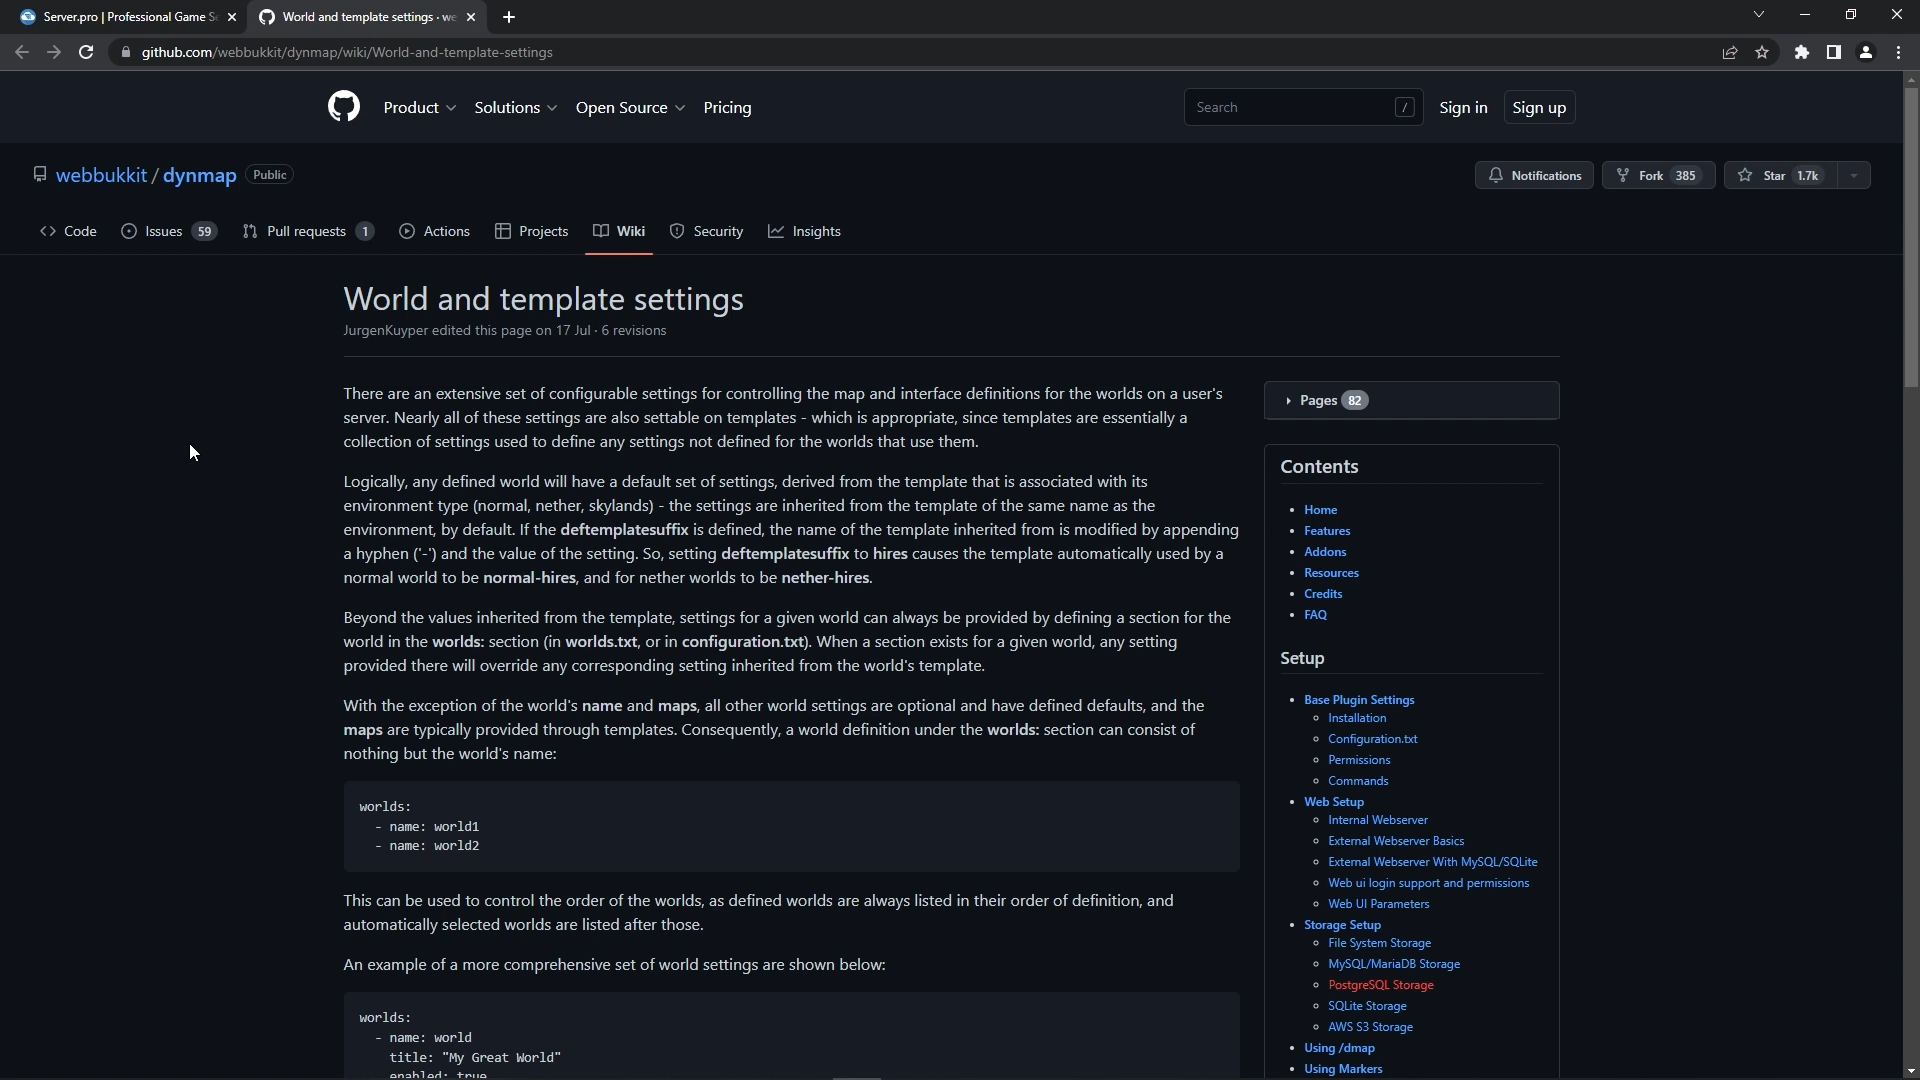 Server.pro | Professional Game S
World and template settings · we
github.com/webbukkit/dynmap/wiki/World-and-template-settings
Product Solutions Open Source Pricing Search / Sign in Sign up
webbukkit / dynmap Public Notifications Fork 385 Star 1.7k
Code Issues 59 Pull requests 1 Actions Projects Wiki Security Insights
World and template settings
JurgenKuyper edited this page on 17 Jul · 6 revisions
There are an extensive set of configurable settings for controlling the map and interface definitions for the worlds on a user's
server. Nearly all of these settings are also settable on templates - which is appropriate, since templates are essentially a
collection of settings used to define any settings not defined for the worlds that use them.
Logically, any defined world will have a default set of settings, derived from the template that is associated with its
environment type (normal, nether, skylands) - the settings are inherited from the template of the same name as the
environment, by default. If the deftemplatesuffix is defined, the name of the template inherited from is modified by appending
a hyphen ('-') and the value of the setting. So, setting deftemplatesuffix to hires causes the template automatically used by a
normal world to be normal-hires, and for nether worlds to be nether-hires.
Beyond the values inherited from the template, settings for a given world can always be provided by defining a section for the
world in the worlds: section (in worlds.txt, or in configuration.txt). When a section exists for a given world, any setting
provided there will override any corresponding setting inherited from the world's template.
With the exception of the world's name and maps, all other world settings are optional and have defined defaults, and the
maps are typically provided through templates. Consequently, a world definition under the worlds: section can consist of
nothing but the world's name:
worlds:
- name: world1
- name: world2
This can be used to control the order of the worlds, as defined worlds are always listed in their order of definition, and
automatically selected worlds are listed after those.
An example of a more comprehensive set of world settings are shown below:
worlds:
- name: world
title: "My Great World"
enabled: true
Pages 82
Contents
Home
Features
Addons
Resources
Credits
FAQ
Setup
Base Plugin Settings
Installation
Configuration.txt
Permissions
Commands
Web Setup
Internal Webserver
External Webserver Basics
External Webserver With MySQL/SQLite
Web ui login support and permissions
Web UI Parameters
Storage Setup
File System Storage
MySQL/MariaDB Storage
PostgreSQL Storage
SQLite Storage
AWS S3 Storage
Using /dmap
Using Markers